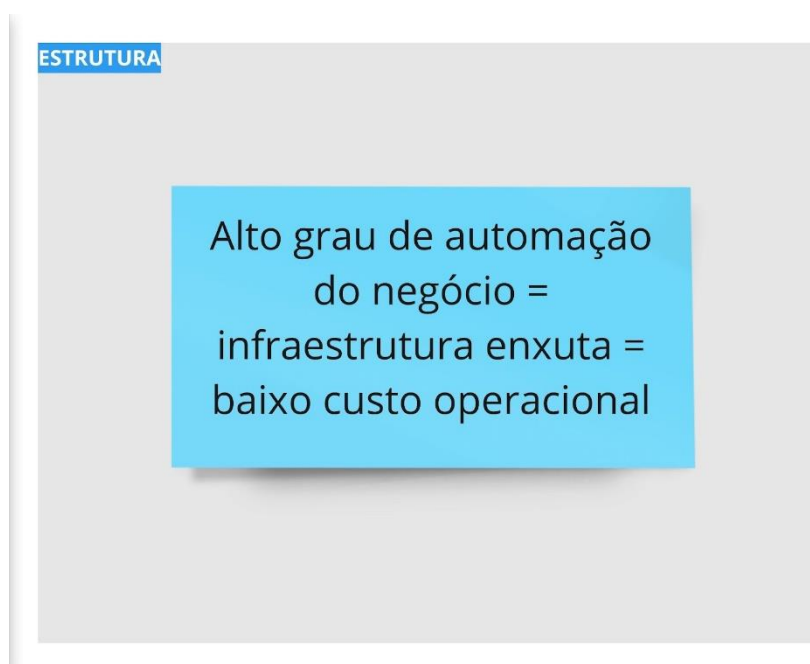 ESTRUTURA
Alto grau de automação
do negócio =
infraestrutura enxuta =
baixo custo operacional